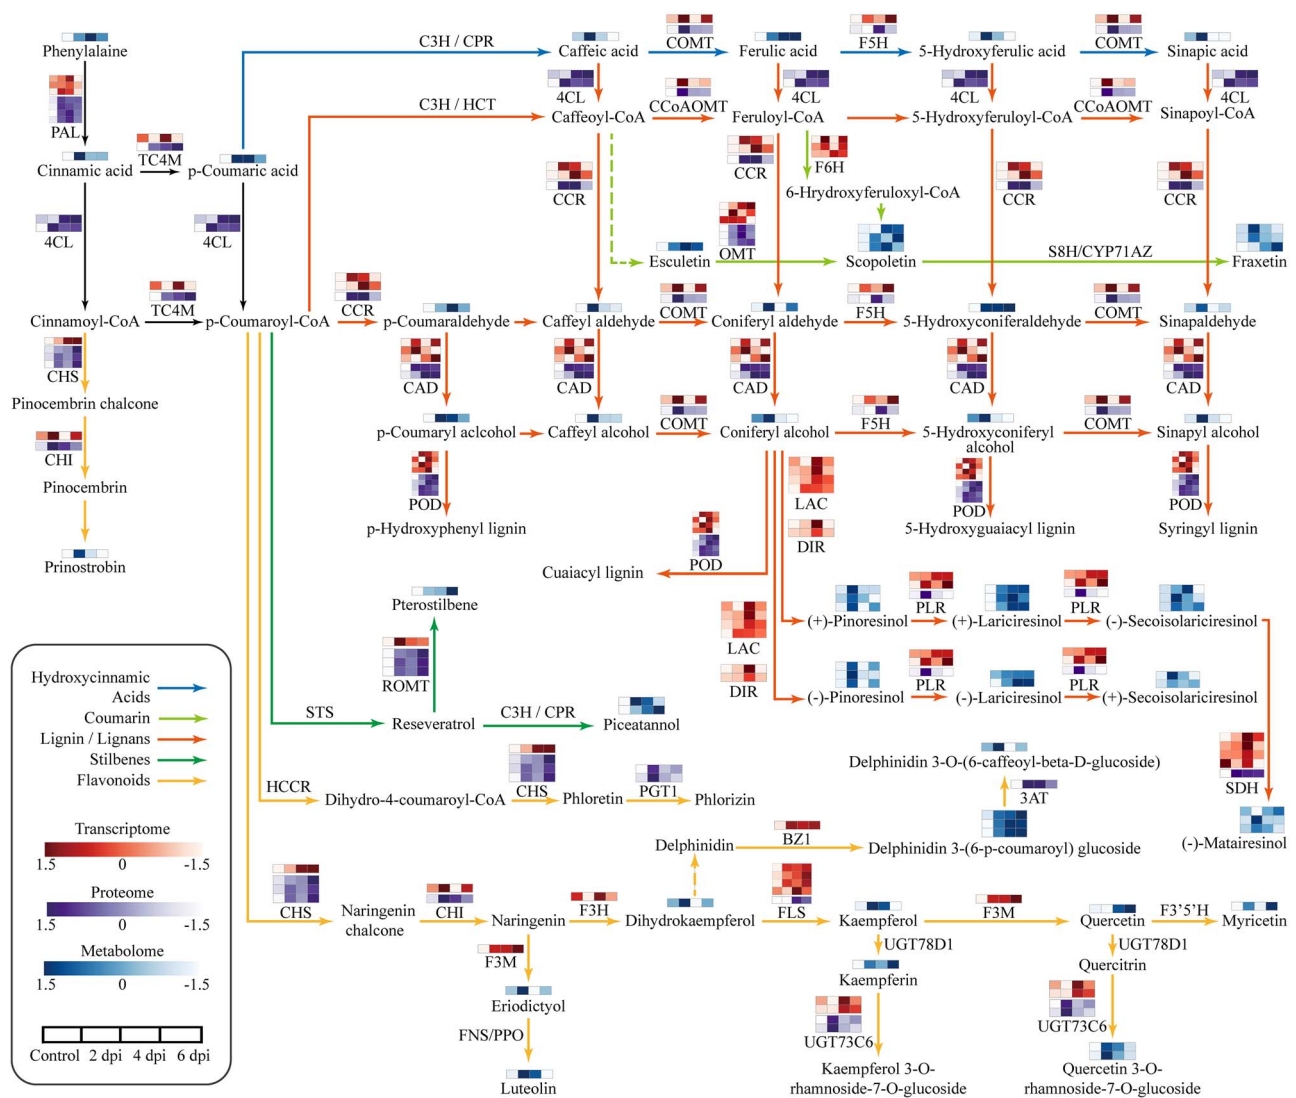 C3H / CPR
COMT
F5H
COMT
Phenylalaine
Caffeic acid
Ferulic acid
5-Hydroxyferulic acid
Sinapic acid
PAL
4CL
4CL
4CL
4CL
C3H / HCT
CCoAOMT
CCoAOMT
Caffeoyl-CoA
Feruloyl-CoA
5-Hydroxyferuloyl-CoA
Sinapoyl-CoA
TC4M
Cinnamic acid
p-Coumaric acid
CCR
CCR
F6H
CCR
CCR
6-Hrydroxyferuloxyl-CoA
4CL
4CL
OMT
S8H/CYP71AZ
Esculetin
Scopoletin
Fraxetin
TC4M
CCR
COMT
F5H
COMT
Cinnamoyl-CoA
p-Coumaroyl-CoA
p-Coumaraldehyde
Caffeyl aldehyde
Coniferyl aldehyde
5-Hydroxyconiferaldehyde
Sinapaldehyde
CHS
CAD
CAD
CAD
CAD
CAD
Pinocembrin chalcone
COMT
F5H
COMT
p-Coumaryl aclcohol
Caffeyl alcohol
Coniferyl alcohol
5-Hydroxyconiferyl
alcohol
Sinapyl alcohol
CHI
Pinocembrin
POD
LAC
POD
POD
p-Hydroxyphenyl lignin
5-Hydroxyguaiacyl lignin
Syringyl lignin
DIR
POD
Prinostrobin
Cuaiacyl lignin
Pterostilbene
PLR
PLR
(+)-Pinoresinol
(+)-Lariciresinol
(-)-Secoisolariciresinol
LAC
ROMT
DIR
PLR
PLR
(-)-Pinoresinol
(-)-Lariciresinol
(+)-Secoisolariciresinol
STS
Reseveratrol
C3H / CPR
Piceatannol
Hydroxycinnamic
Acids
Coumarin
Lignin / Lignans
Stilbenes
Flavonoids
Delphinidin 3-O-(6-caffeoyl-beta-D-glucoside)
SDH
HCCR
CHS
PGT1
3AT
Dihydro-4-coumaroyl-CoA
Phloretin
Phlorizin
Transcriptome
1.5 0 -1.5
BZ1
Delphinidin
Delphinidin 3-(6-p-coumaroyl) glucoside
(-)-Matairesinol
Proteome
1.5 0 -1.5
CHS
CHI
F3H
FLS
F3M
F3'5'H
Naringenin
chalcone
Naringenin
Dihydrokaempferol
Kaempferol
Quercetin
Myricetin
Metabolome
1.5 0 -1.5
F3M
UGT78D1
UGT78D1
Eriodictyol
Kaempferin
Quercitrin
FNS/PPO
UGT73C6
UGT73C6
Control 2 dpi 4 dpi 6 dpi
Luteolin
Kaempferol 3-O-
rhamnoside-7-O-glucoside
Quercetin 3-O-
rhamnoside-7-O-glucoside